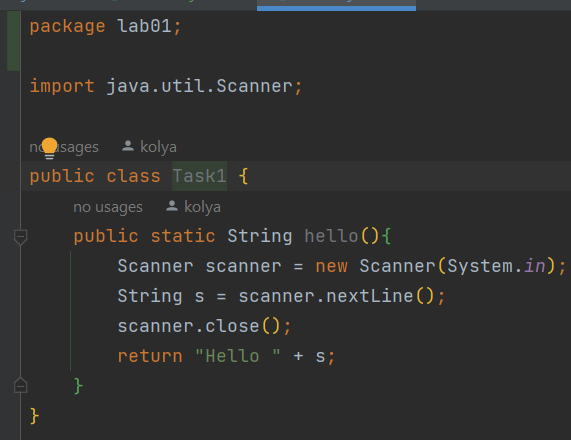 package lab01;
import java.util.Scanner;
no usages kolya
public class Task1 {
no usages kolya
public static String hello(){
Scanner scanner = new Scanner(System.in);
String s = scanner.nextLine();
scanner.close();
return "Hello " + s;
}
}